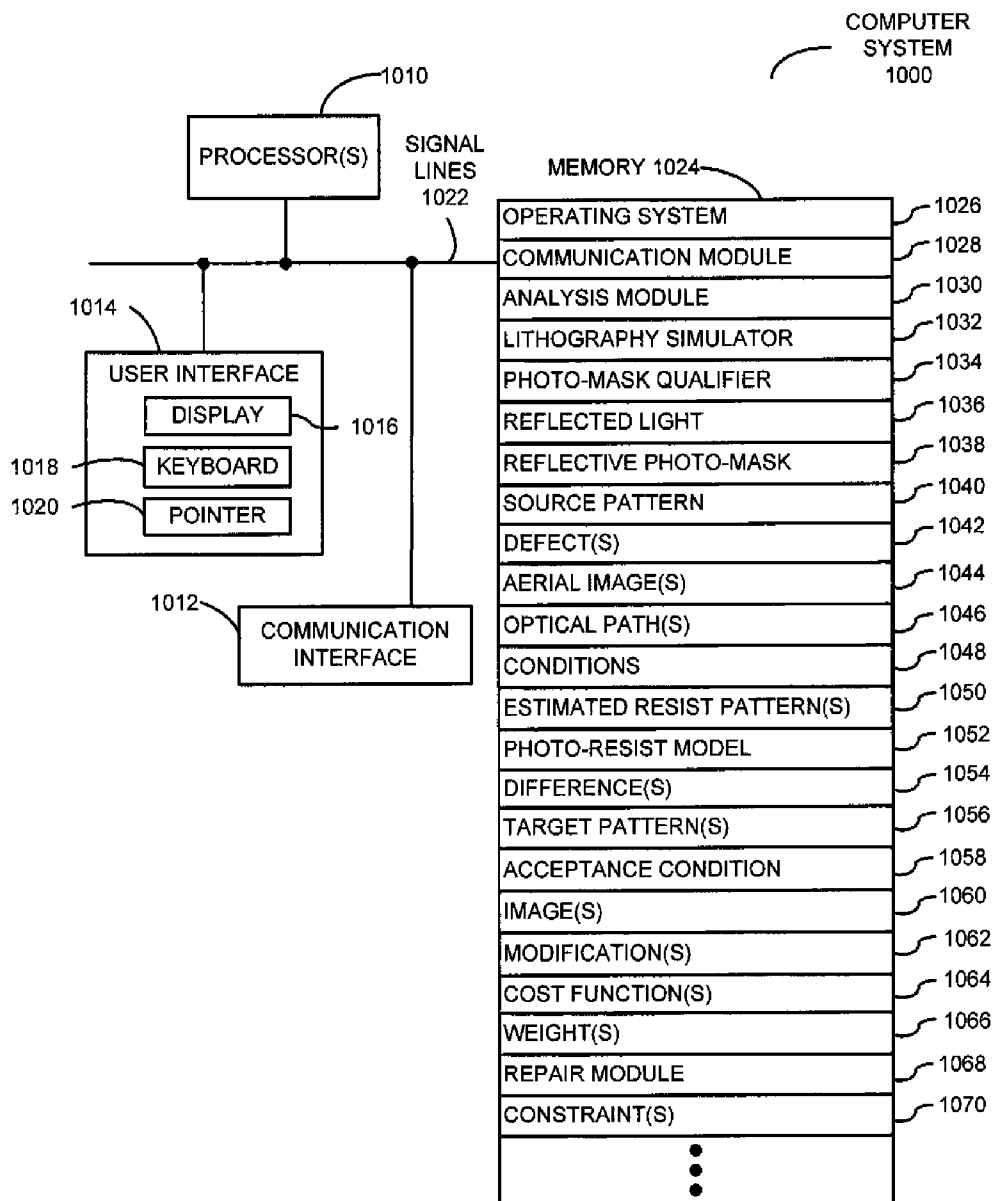 COMPUTER
SYSTEM
1000
1010
PROCESSOR(S)
SIGNAL
LINES
1022
MEMORY 1024
OPERATING SYSTEM 1026
COMMUNICATION MODULE 1028
ANALYSIS MODULE 1030
LITHOGRAPHY SIMULATOR 1032
PHOTO-MASK QUALIFIER 1034
REFLECTED LIGHT 1036
REFLECTIVE PHOTO-MASK 1038
SOURCE PATTERN 1040
DEFECT(S) 1042
AERIAL IMAGE(S) 1044
OPTICAL PATH(S) 1046
CONDITIONS 1048
ESTIMATED RESIST PATTERN(S) 1050
PHOTO-RESIST MODEL 1052
DIFFERENCE(S) 1054
TARGET PATTERN(S) 1056
ACCEPTANCE CONDITION 1058
IMAGE(S) 1060
MODIFICATION(S) 1062
COST FUNCTION(S) 1064
WEIGHT(S) 1066
REPAIR MODULE 1068
CONSTRAINT(S) 1070
1014
USER INTERFACE
DISPLAY 1016
1018 KEYBOARD
1020 POINTER
1012
COMMUNICATION
INTERFACE